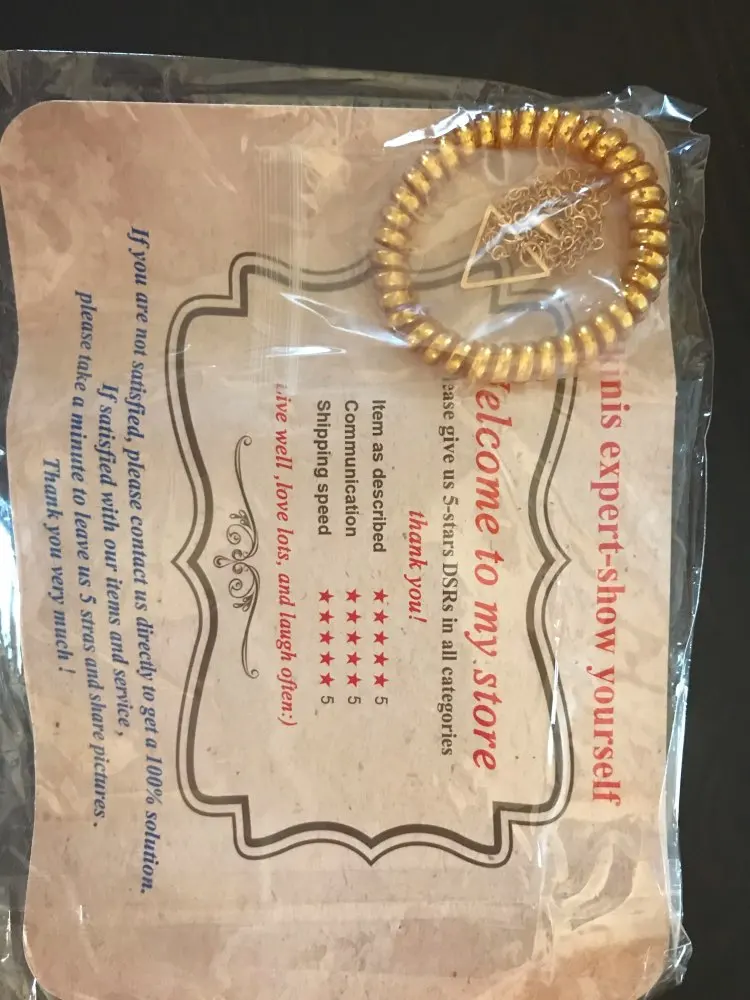 expert-show yourself
to my store
give us 5-stars DSRs in all categories
thank you!
Item as described ★★★★★ 5
Communication ★★★★★ 5
Shipping speed ★★★★★ 5
well ,love lots, and laugh often:)
If you are not satisfied, please contact us directly to get a 100% solution.
If satisfied with our items and service ,
please take a minute to leave us 5 stras and share pictures .
Thank you very much !